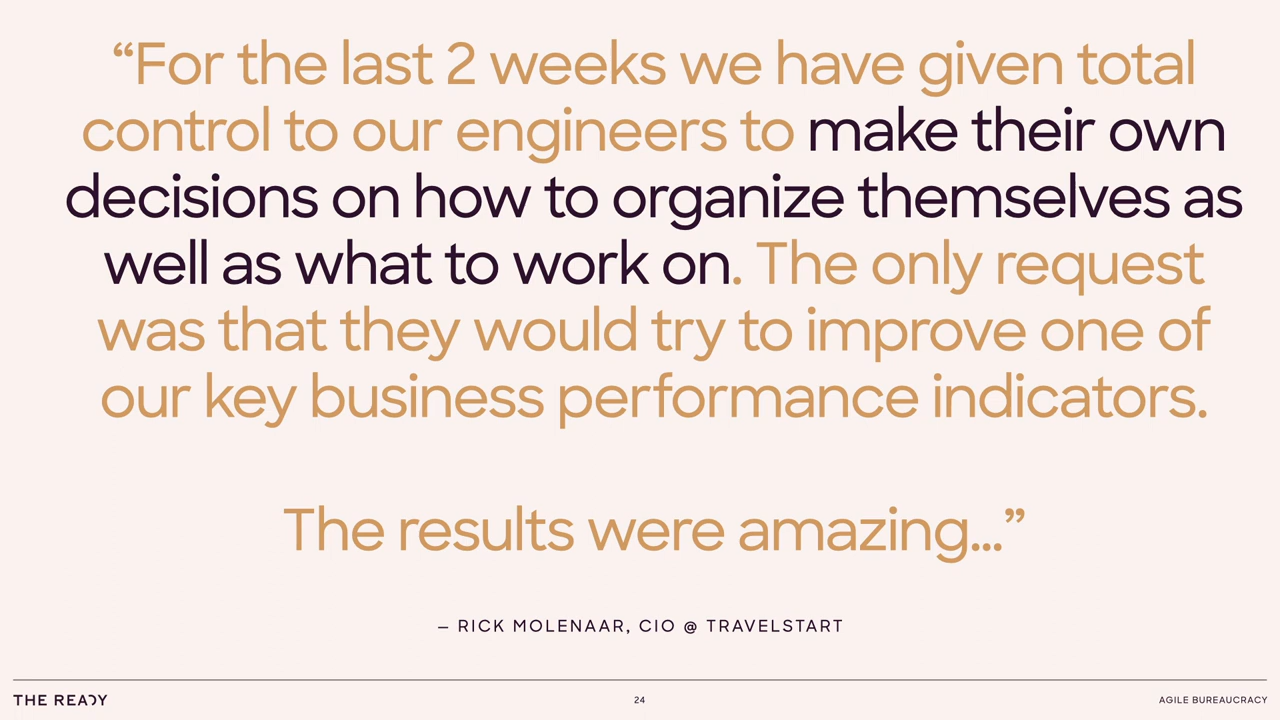 “For the last 2 weeks we have given total
control to our engineers to make their own
decisions on how to organize themselves as
well as what to work on. The only request
was that they would try to improve one of
our key business performance indicators.
The results were amazing...”
– RICK MOLENAAR, CIO @ TRAVELSTART
THE READY
24
AGILE BUREAUCRACY